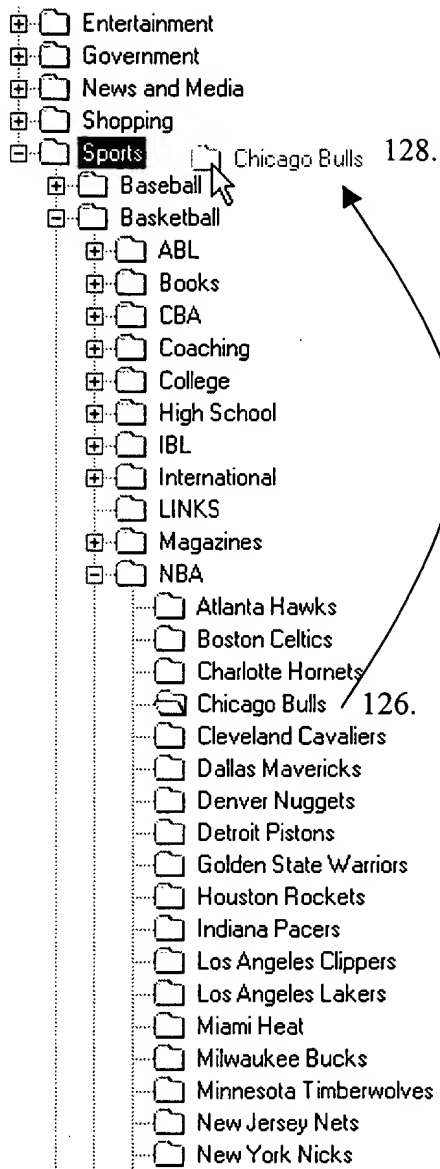 Entertainment
Government
News and Media
Shopping
Sports Chicago Bulls 128.
Baseball
Basketball
ABL
Books
CBA
Coaching
College
High School
IBL
International
LINKS
Magazines
NBA
Atlanta Hawks
Boston Celtics
Charlotte Hornets
Chicago Bulls 126.
Cleveland Cavaliers
Dallas Mavericks
Denver Nuggets
Detroit Pistons
Golden State Warriors
Houston Rockets
Indiana Pacers
Los Angeles Clippers
Los Angeles Lakers
Miami Heat
Milwaukee Bucks
Minnesota Timberwolves
New Jersey Nets
New York Nicks